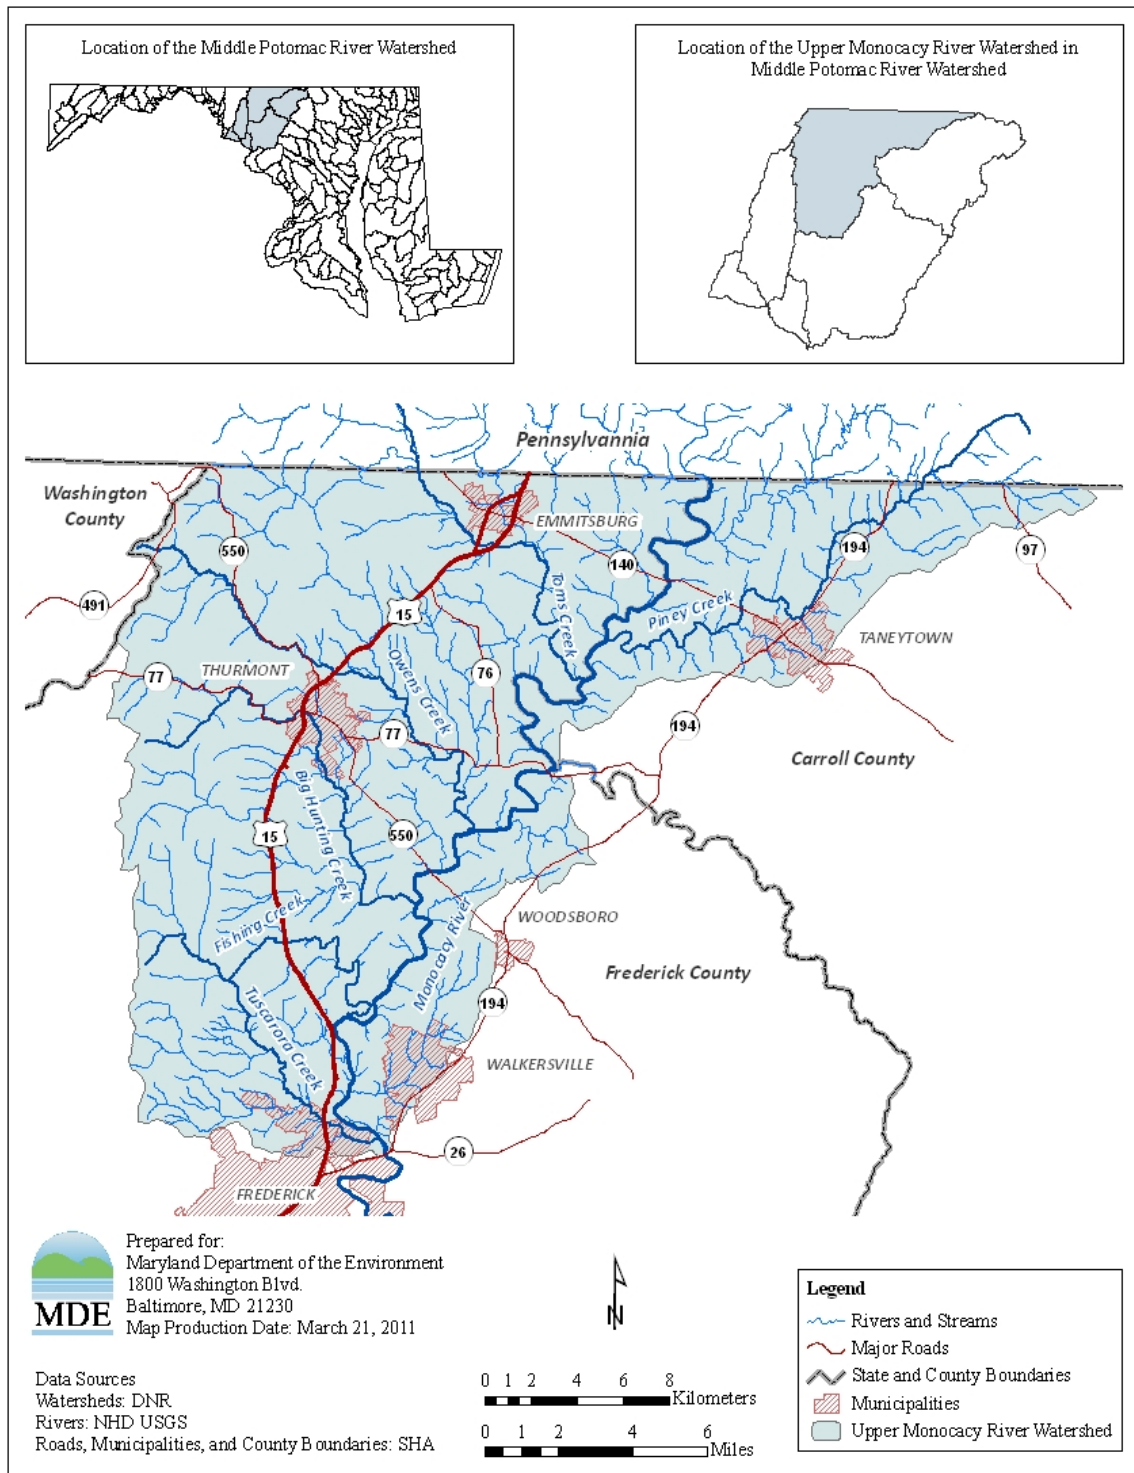 Location of the Middle Potomac River Watershed
Location of the Upper Monocacy River Watershed in
Middle Potomac River Watershed
Pennsylvannia
Washington
County
EMMITSBURG
550
140
194
97
491
15
Toms Creek
Piney Creek
TANEYTOWN
THURMONT
77
Owens Creek
76
77
194
Carroll County
Big Hunting Creek
15
550
Fishing Creek
Monocacy River
WOODSBORO
Frederick County
Tuscarora Creek
194
WALKERSVILLE
26
FREDERICK
MDE
Prepared for:
Maryland Department of the Environment
1800 Washington Blvd.
Baltimore, MD 21230
Map Production Date: March 21, 2011
N
Data Sources
Watersheds: DNR
Rivers: NHD USGS
Roads, Municipalities, and County Boundaries: SHA
0 1 2 4 6 8
Kilometers
0 1 2 4 6
Miles
Legend
Rivers and Streams
Major Roads
State and County Boundaries
Municipalities
Upper Monocacy River Watershed